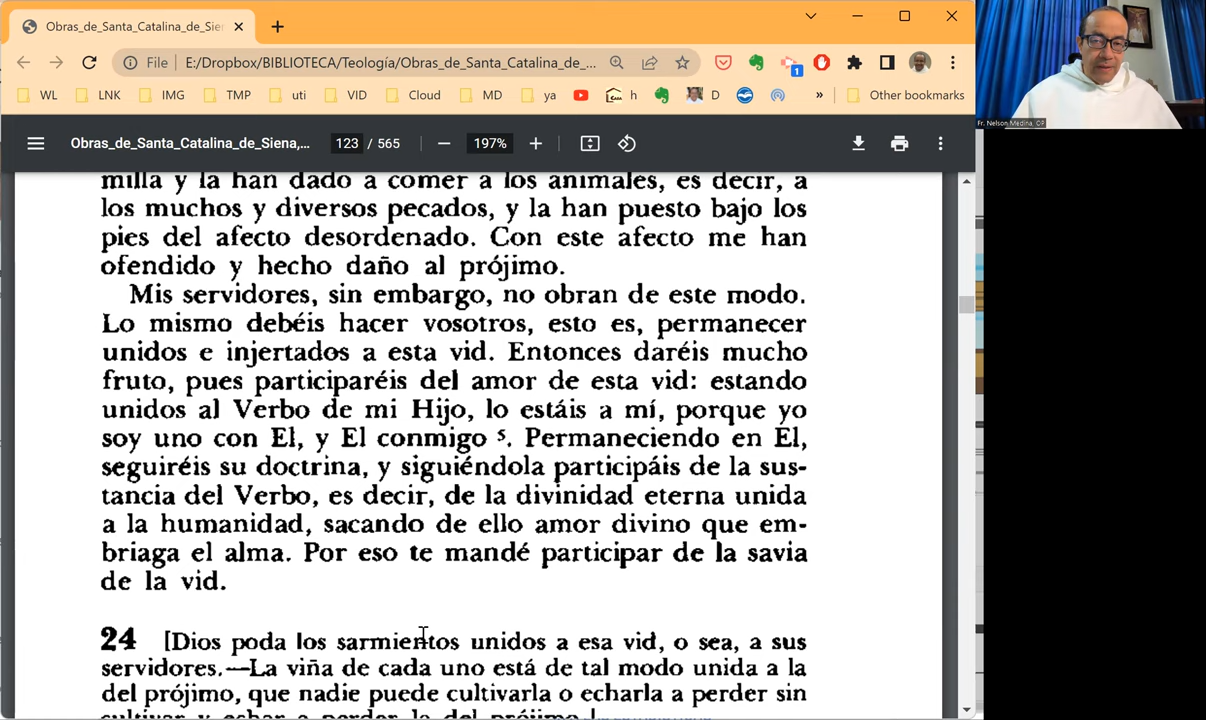 Obras_de_Santa_Catalina_de_Sie
File E:/Dropbox/BIBLIOTECA/Teología/Obras_de_Santa_Catalina_de_...
WL LNK IMG TMP uti VID Cloud MD ya h D » Other bookmarks
Obras_de_Santa_Catalina_de_Siena,... 123 / 565 197%
Fr. Nelson Medina, OP
milla y la han dado a comer a los animales, es decir, a
los muchos y diversos pecados, y la han puesto bajo los
pies del afecto desordenado. Con este afecto me han
ofendido y hecho daño al prójimo.
Mis servidores, sin embargo, no obran de este modo.
Lo mismo debéis hacer vosotros, esto es, permanecer
unidos e injertados a esta vid. Entonces daréis mucho
fruto, pues participaréis del amor de esta vid: estando
unidos al Verbo de mi Hijo, lo estáis a mí, porque yo
soy uno con El, y El conmigo 5. Permaneciendo en El,
seguiréis su doctrina, y siguiéndola participáis de la sus-
tancia del Verbo, es decir, de la divinidad eterna unida
a la humanidad, sacando de ello amor divino que em-
briaga el alma. Por eso te mandé participar de la savia
de la vid.
24 [Dios poda los sarmientos unidos a esa vid, o sea, a sus
servidores.—La viña de cada uno está de tal modo unida a la
del prójimo, que nadie puede cultivarla o echarla a perder sin
cultivar y echar a perder la del prójimo.]